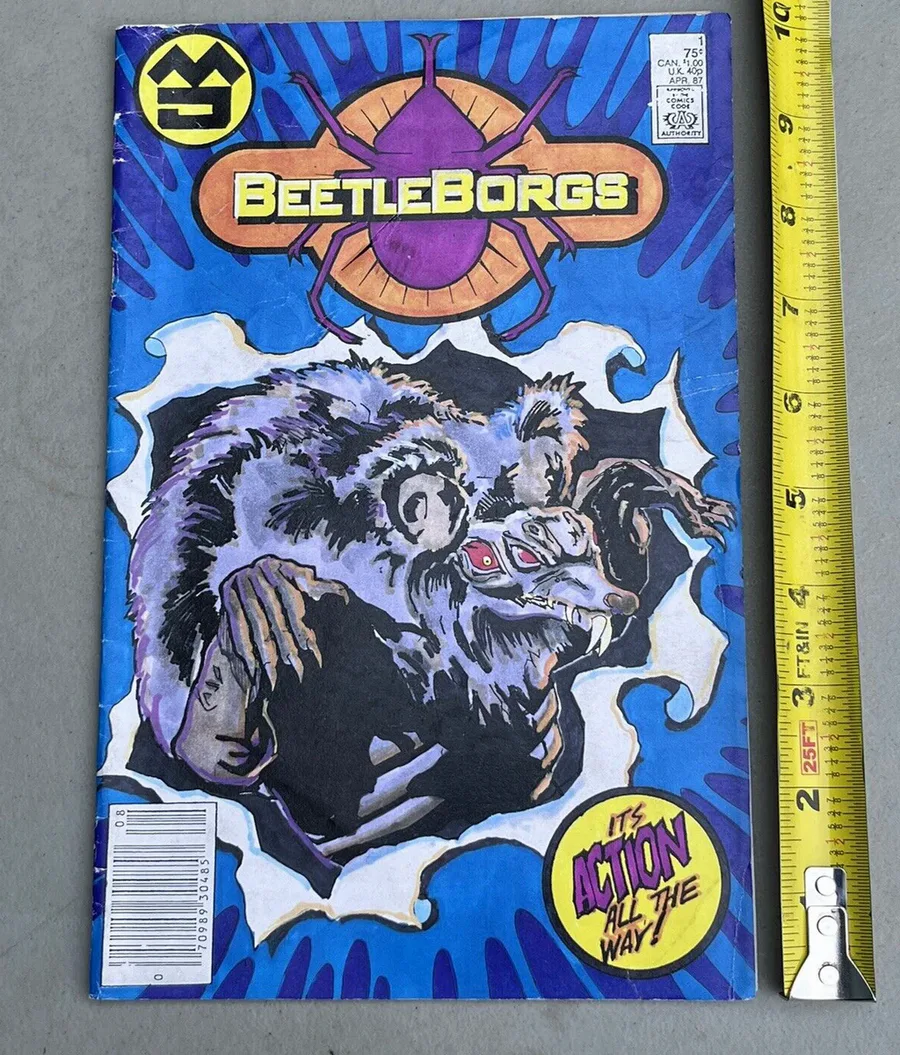 1
75¢
CAN. $1.00
U.K. 40p
APR. 87
BY THE
COMICS
CODE
AUTHORITY
BEETLEBORGS
IT'S
ACTION
ALL THE
WAY!
08
70989 30485
0
10
9
8
7
6
5
4
FT&IN
3
25FT
2